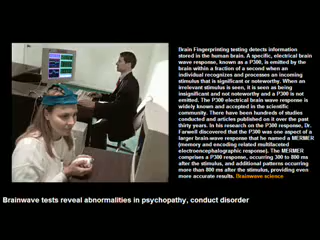 Brain Fingerprinting testing detects information
stored in the human brain. A specific, electrical brain
wave response, known as a P300, is emitted by the
brain within a fraction of a second when an
individual recognizes and processes an incoming
stimulus that is significant or noteworthy. When an
irrelevant stimulus is seen, it is seen as being
insignificant and not noteworthy and a P300 is not
emitted. The P300 electrical brain wave response is
widely known and accepted in the scientific
community. There have been hundreds of studies
conducted and articles published on it over the past
thirty years. In his research on the P300 response, Dr.
Farwell discovered that the P300 was one aspect of a
larger brain-wave response that he named a MERMER
(memory and encoding related multifaceted
electroencephalographic response). The MERMER
comprises a P300 response, occurring 300 to 800 ms
after the stimulus, and additional patterns occurring
more than 800 ms after the stimulus, providing even
more accurate results. Brainwave science
Brainwave tests reveal abnormalities in psychopathy, conduct disorder